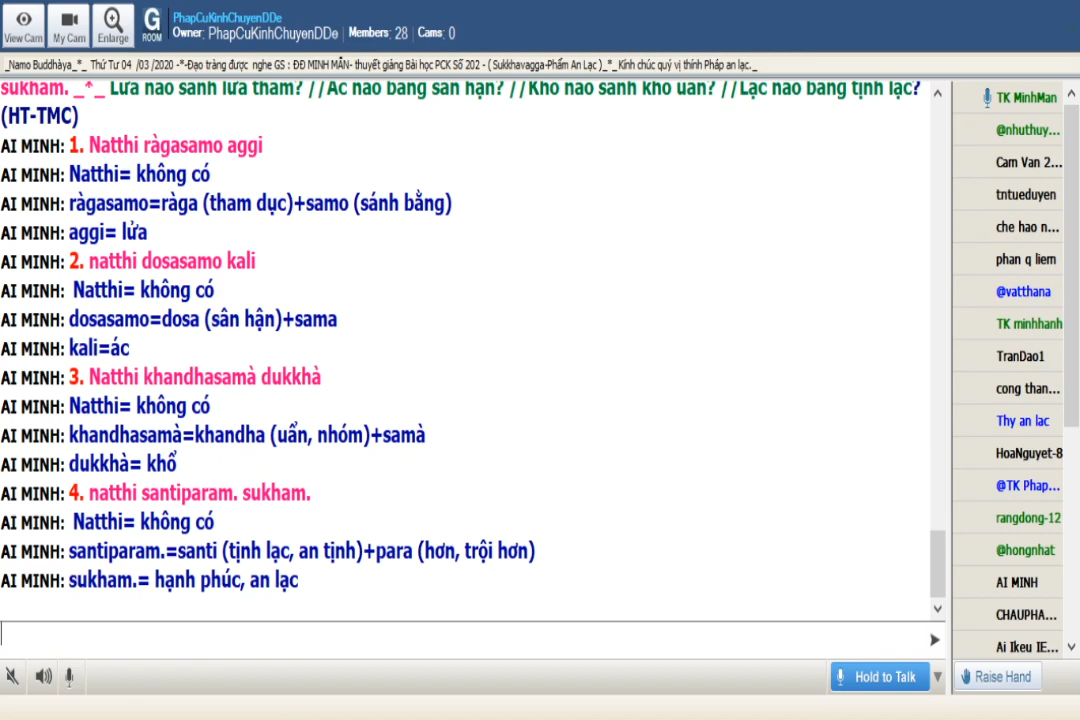 PhapCuKinhChuyenDDe
Owner: PhapCuKinhChuyenDDe | Members: 28 | Cams: 0
View Cam
My Cam
Enlarge
G
ROOM
_Namo Buddhàya_*_ Thứ Tư 04 /03 /2020 -*-Đạo tràng được nghe GS : ĐĐ MINH MẪN- thuyết giảng Bài học PCK Số 202 - ( Sukkhavagga-Phẩm An Lạc )_*_Kính chúc quý vị thính Pháp an lạc._
sukham. _*_ Lửa nào sánh lửa tham? //Ác nào bằng sân hận? //Khổ nào sánh khổ uẩn? //Lạc nào bằng tịnh lạc?
(HT-TMC)
AI MINH: 1. Natthi ràgasamo aggi
AI MINH: Natthi= không có
AI MINH: ràgasamo=ràga (tham dục)+samo (sánh bằng)
AI MINH: aggi= lửa
AI MINH: 2. natthi dosasamo kali
AI MINH: Natthi= không có
AI MINH: dosasamo=dosa (sân hận)+sama
AI MINH: kali=ác
AI MINH: 3. Natthi khandhasamà dukkhà
AI MINH: Natthi= không có
AI MINH: khandhasamà=khandha (uẩn, nhóm)+samà
AI MINH: dukkhà= khổ
AI MINH: 4. natthi santiparam. sukham.
AI MINH: Natthi= không có
AI MINH: santiparam.=santi (tịnh lạc, an tịnh)+para (hơn, trội hơn)
AI MINH: sukham.= hạnh phúc, an lạc
TK MinhMan
@nhuthuy...
Cam Van 2...
tntueduyen
che hao n...
phan q liem
@vatthana
TK minhhanh
TranDao1
cong than...
Thy an lac
HoaNguyet-8
@TK Phap...
rangdong-12
@hongnhat
AI MINH
CHAUPHA...
Ai Ikeu IE...
Hold to Talk
Raise Hand